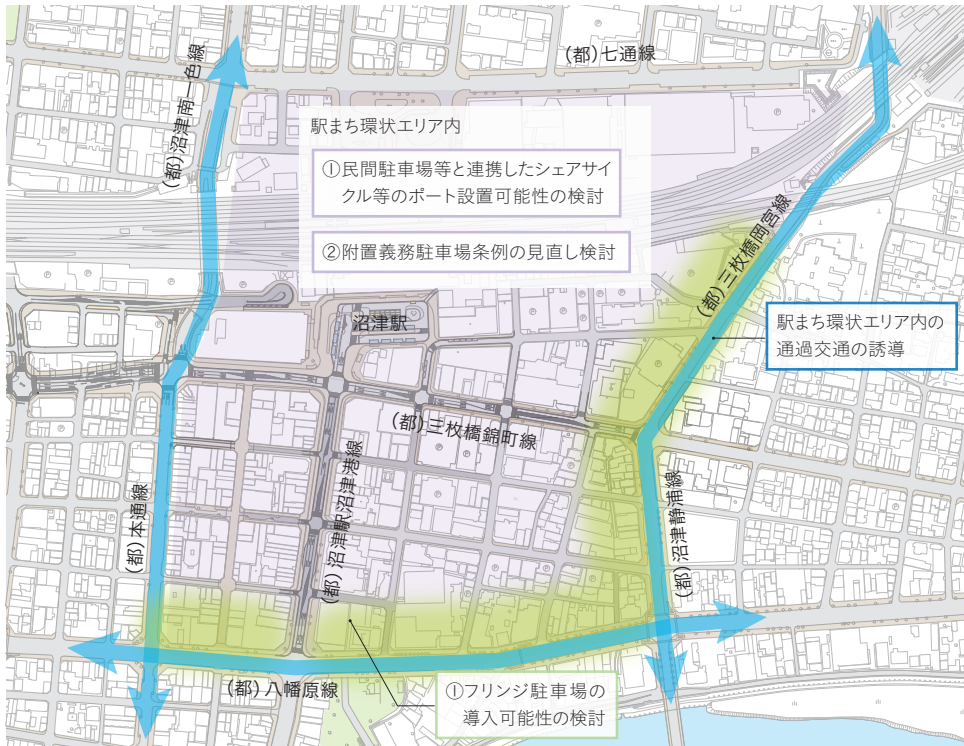 (都)七通線
(都)沼津南一色線
駅まち環状エリア内
①民間駐車場等と連携したシェアサイ
クル等のポート設置可能性の検討
②附置義務駐車場条例の見直し検討
(都)三枚橋岡宮線
沼津駅
駅まち環状エリア内の
通過交通の誘導
(都)三枚橋錦町線
(都)本通線
(都)沼津駅沼津港線
(都)沼津静浦線
(都)八幡原線
①フリンジ駐車場の
導入可能性の検討